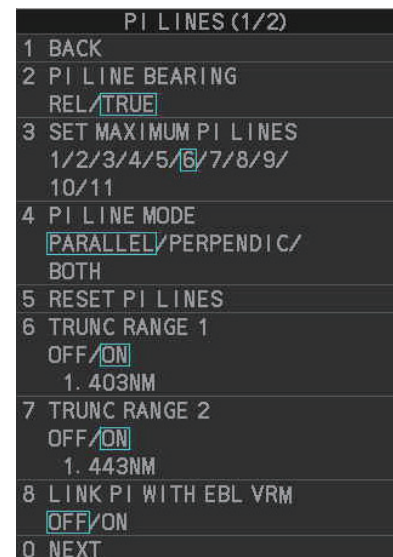 PI LINES (1/2)
1 BACK
2 PI LINE BEARING
REL/TRUE
3 SET MAXIMUM PI LINES
1/2/3/4/5/6/7/8/9/
10/11
4 PI LINE MODE
PARALLEL/PERPENDIC/
BOTH
5 RESET PI LINES
6 TRUNC RANGE 1
OFF/ON
1. 403NM
7 TRUNC RANGE 2
OFF/ON
1. 443NM
8 LINK PI WITH EBL VRM
OFF/ON
0 NEXT